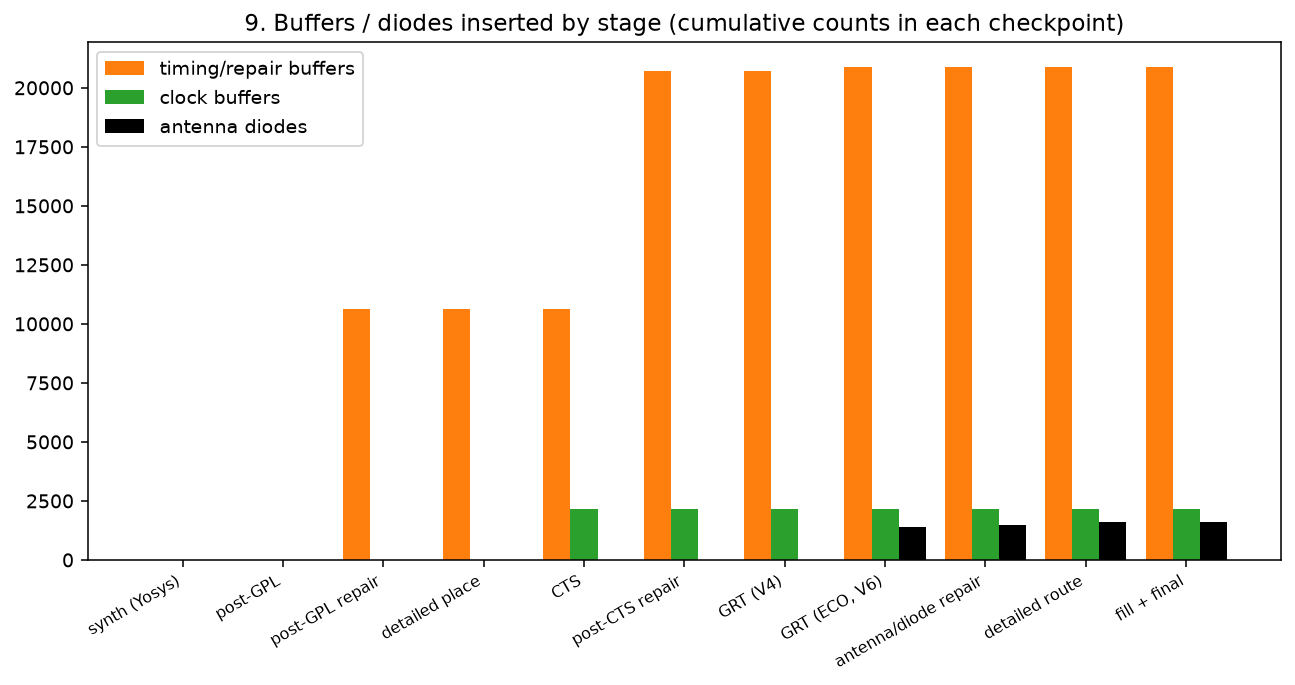 9. Buffers / diodes inserted by stage (cumulative counts in each checkpoint)
timing/repair buffers
clock buffers
antenna diodes
20000
17500
15000
12500
10000
7500
5000
2500
0
synth (Yosys)
post-GPL
post-GPL repair
detailed place
CTS
post-CTS repair
GRT (V4)
GRT (ECO, V6)
antenna/diode repair
detailed route
fill + final